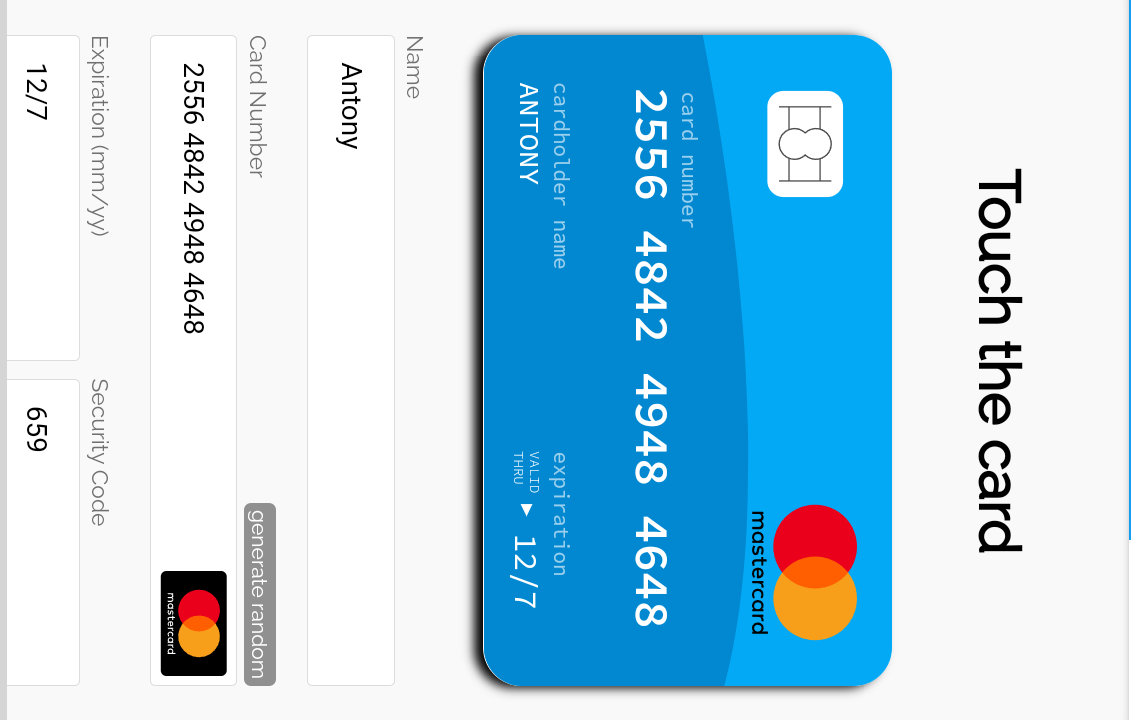 Touch the card
mastercard
card number
2556 4842 4948 4648
cardholder name
ANTONY
expiration
VALID
THRU
12/7
Name
Antony
Card Number
generate random
2556 4842 4948 4648
mastercard
Expiration (mm/yy)
12/7
Security Code
659